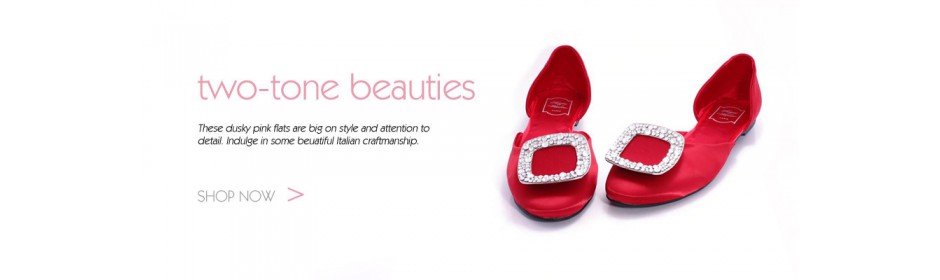 two-tone beauties
These dusky pink flats are big on style and attention to
detail. Indulge in some beuatiful Italian craftmanship.
SHOP NOW >